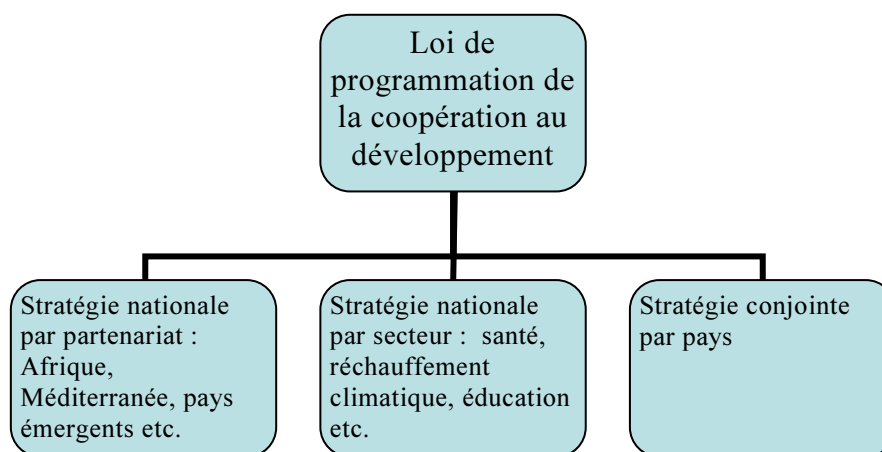 Loi de
programmation de
la coopération au
développement
Stratégie nationale
par partenariat :
Afrique,
Méditerranée, pays
émergents etc.
Stratégie nationale
par secteur :  santé,
réchauffement
climatique, éducation
etc.
Stratégie conjointe
par pays